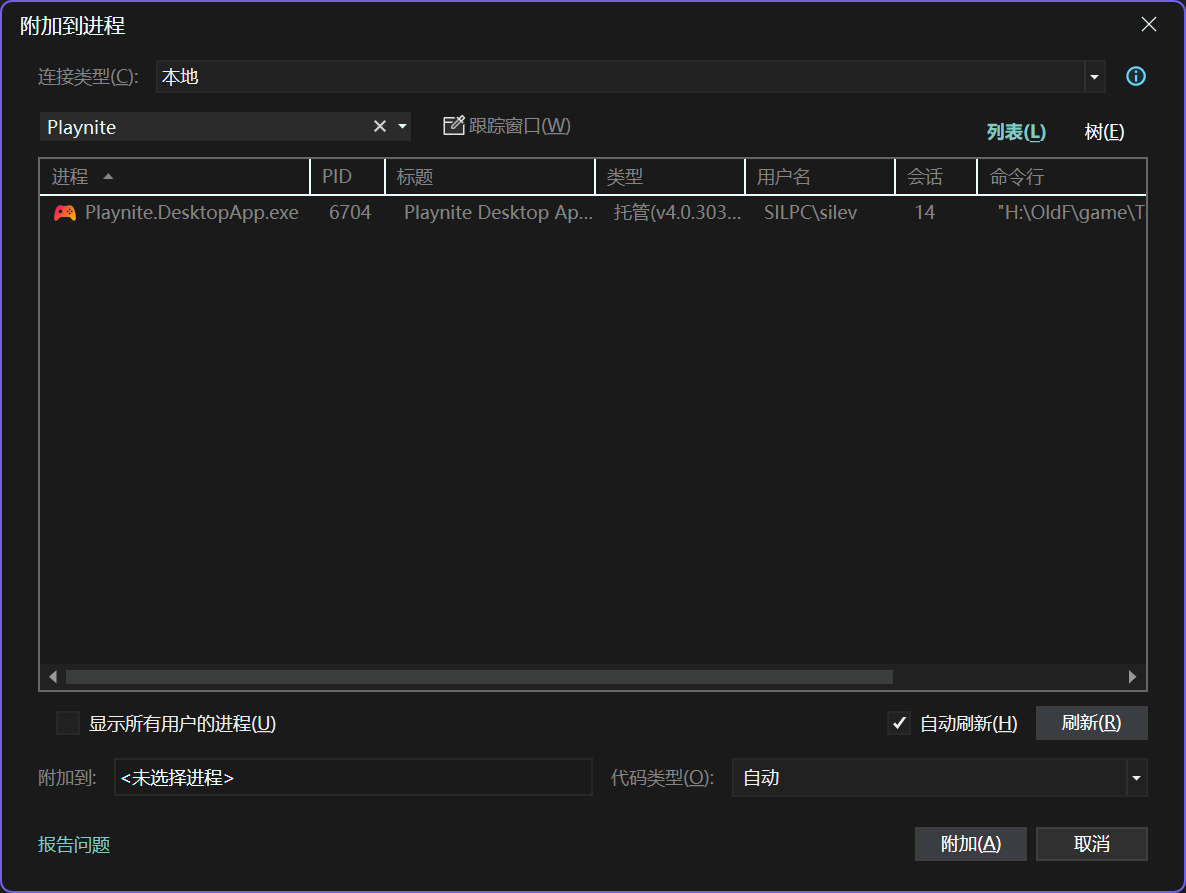 附加到进程
连接类型(C): 本地
Playnite 跟踪窗口(W) 列表(L) 树(E)
进程 PID 标题 类型 用户名 会话 命令行
Playnite.DesktopApp.exe 6704 Playnite Desktop Ap... 托管(v4.0.303... SILPC\silev 14 "H:\OldF\game\T
显示所有用户的进程(U) 自动刷新(H) 刷新(R)
附加到: <未选择进程> 代码类型(O): 自动
报告问题 附加(A) 取消